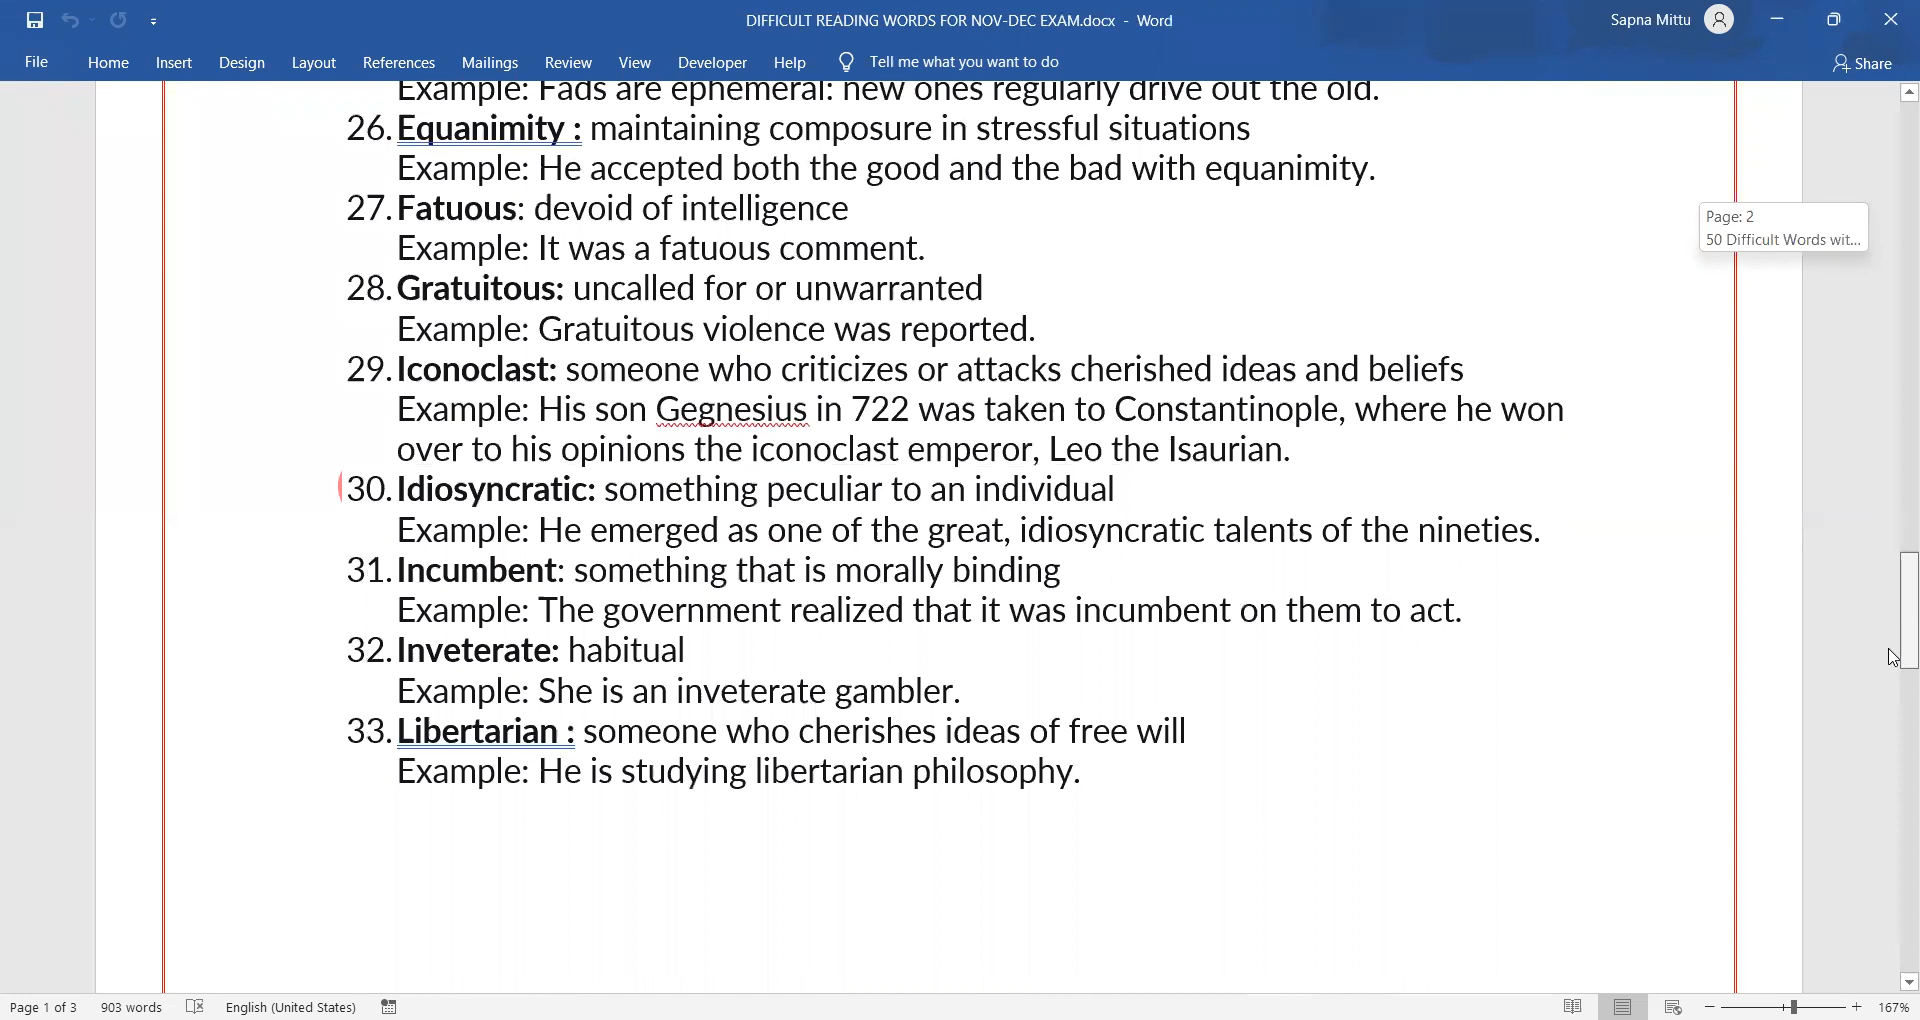 DIFFICULT READING WORDS FOR NOV-DEC EXAM.docx - Word
Sapna Mittu
File Home Insert Design Layout References Mailings Review View Developer Help Tell me what you want to do Share
Example: Fads are ephemeral: new ones regularly drive out the old.
26. Equanimity : maintaining composure in stressful situations
Example: He accepted both the good and the bad with equanimity.
27. Fatuous: devoid of intelligence
Page: 2
50 Difficult Words wit...
Example: It was a fatuous comment.
28. Gratuitous: uncalled for or unwarranted
Example: Gratuitous violence was reported.
29. Iconoclast: someone who criticizes or attacks cherished ideas and beliefs
Example: His son Gegnesius in 722 was taken to Constantinople, where he won
over to his opinions the iconoclast emperor, Leo the Isaurian.
30. Idiosyncratic: something peculiar to an individual
Example: He emerged as one of the great, idiosyncratic talents of the nineties.
31. Incumbent: something that is morally binding
Example: The government realized that it was incumbent on them to act.
32. Inveterate: habitual
Example: She is an inveterate gambler.
33. Libertarian : someone who cherishes ideas of free will
Example: He is studying libertarian philosophy.
Page 1 of 3 903 words English (United States) 167%